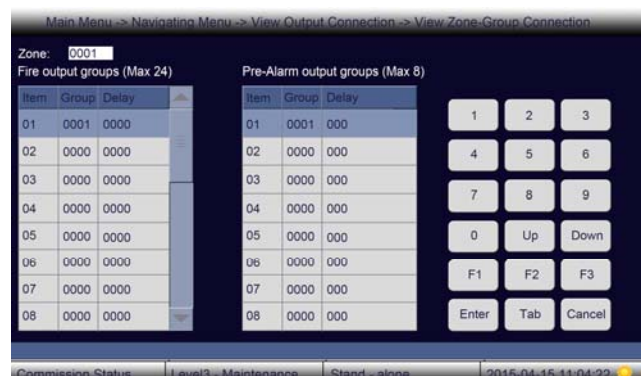 Main Menu -> Navigating Menu -> View Output Connection -> View Zone-Group Connection
Zone: 0001
Fire output groups (Max 24)
Pre-Alarm output groups (Max 8)
Item Group Delay
01 0001 0000
02 0000 0000
03 0000 0000
04 0000 0000
05 0000 0000
06 0000 0000
07 0000 0000
08 0000 0000
Item Group Delay
01 0001 000
02 0000 000
03 0000 000
04 0000 000
05 0000 000
06 0000 000
07 0000 000
08 0000 000
1 2 3
4 5 6
7 8 9
0 Up Down
F1 F2 F3
Enter Tab Cancel
Commission Status Level3 - Maintenance Stand - alone 2015-04-15 11:04:22